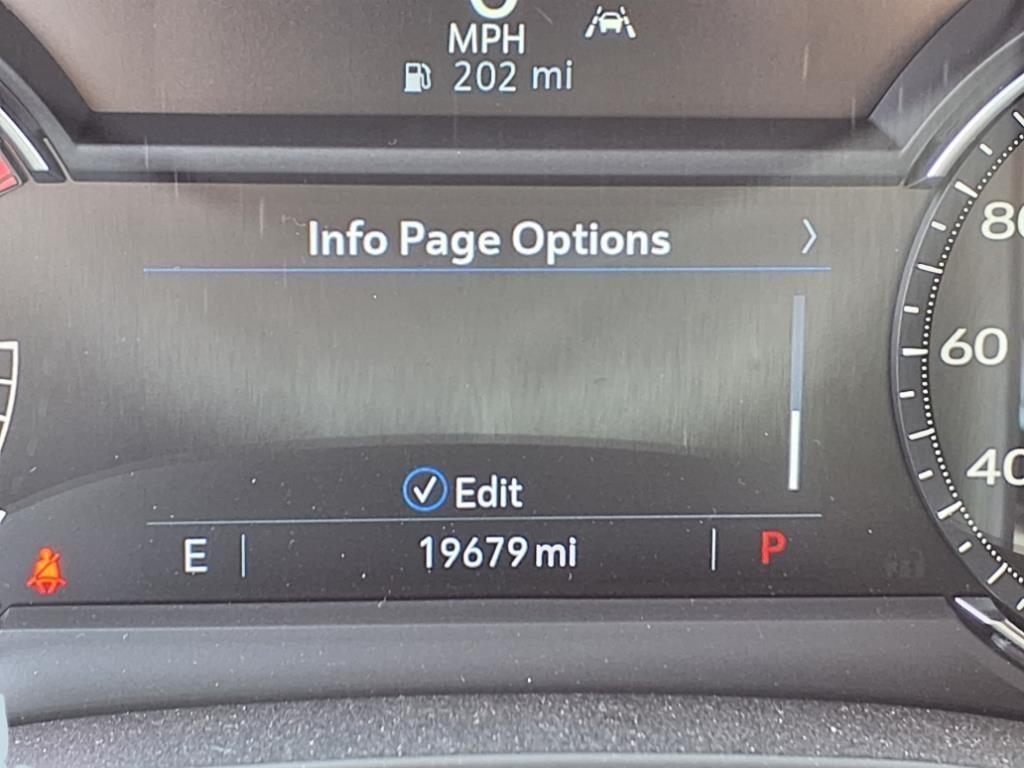 MPH
202 mi
Info Page Options
80
60
40
Edit
E
19679 mi
P